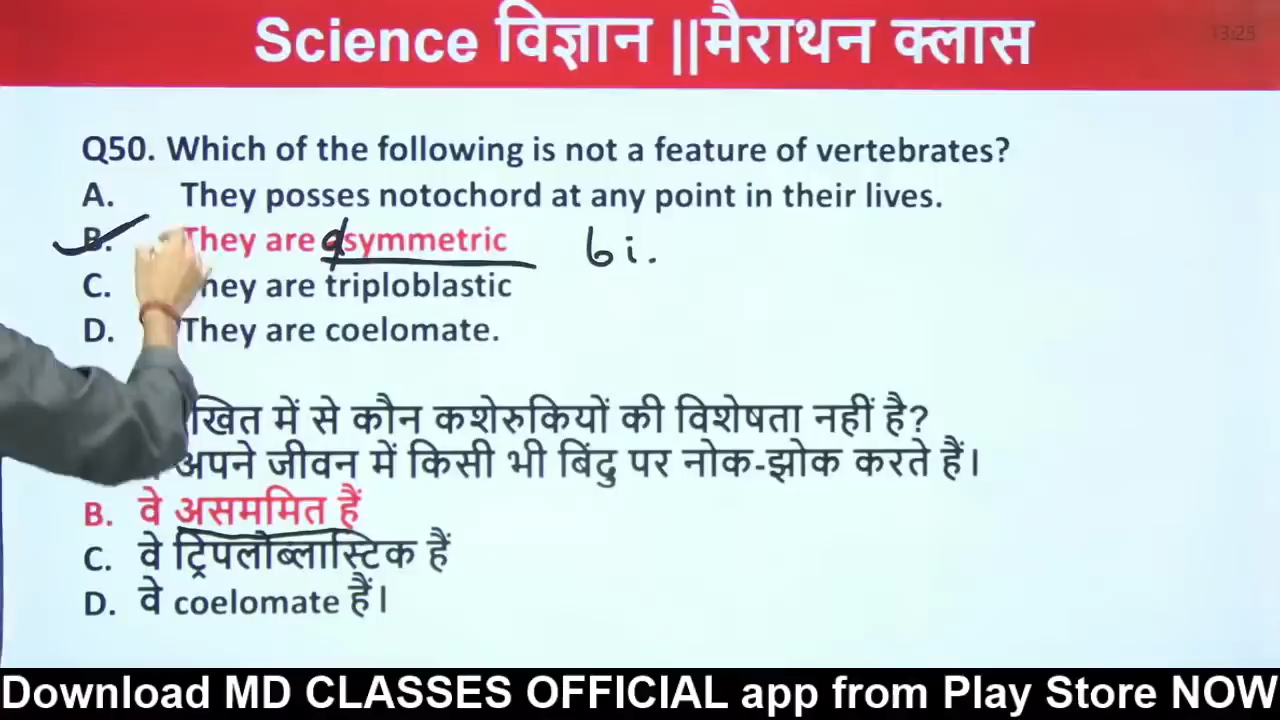 Science विज्ञान ||मैराथन क्लास
13:25
Q50. Which of the following is not a feature of vertebrates?
A. They posses notochord at any point in their lives.
B. They are asymmetric bi.
C. They are triploblastic
D. They are coelomate.
में से कौन कशेरुकियों की विशेषता नहीं है?
अपने जीवन में किसी भी बिंदु पर नोक-झोक करते हैं।
B. वे असममित हैं
C. वे ट्रिपलोब्लास्टिक हैं
D. वे coelomate हैं।
Download MD CLASSES OFFICIAL app from Play Store NOW